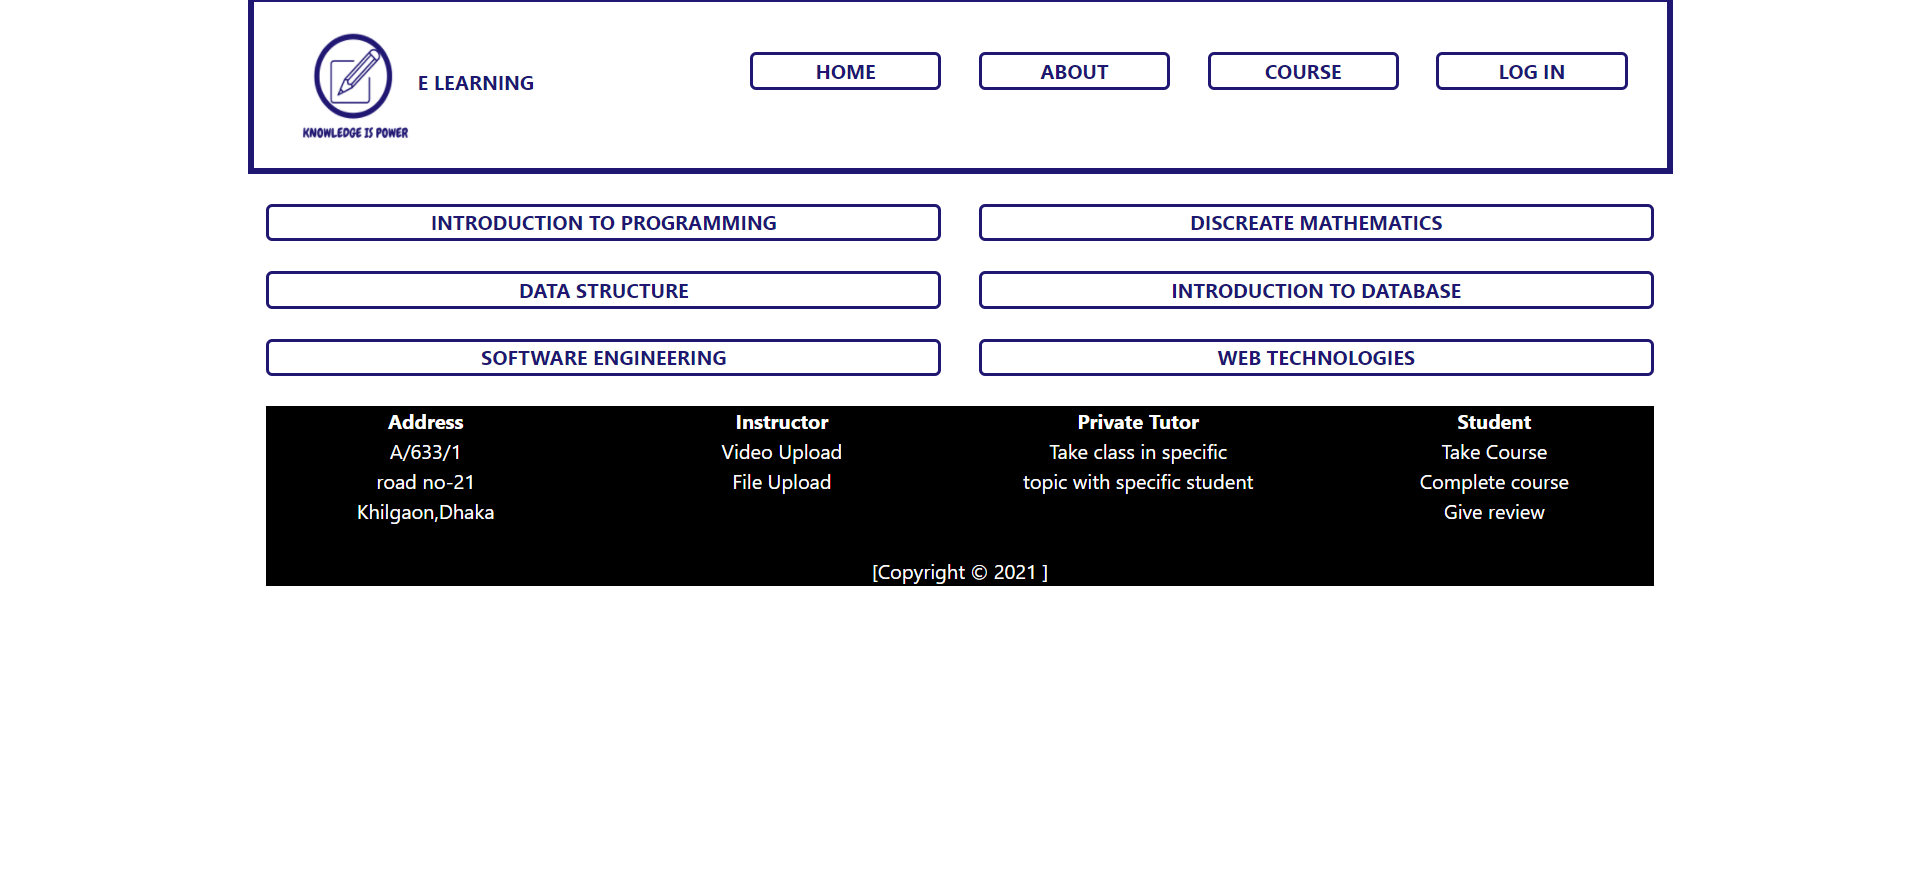 E LEARNING
KNOWLEDGE IS POWER
HOME
ABOUT
COURSE
LOG IN
INTRODUCTION TO PROGRAMMING
DISCREATE MATHEMATICS
DATA STRUCTURE
INTRODUCTION TO DATABASE
SOFTWARE ENGINEERING
WEB TECHNOLOGIES
Address
A/633/1
road no-21
Khilgaon,Dhaka
Instructor
Video Upload
File Upload
Private Tutor
Take class in specific
topic with specific student
Student
Take Course
Complete course
Give review
[Copyright © 2021 ]